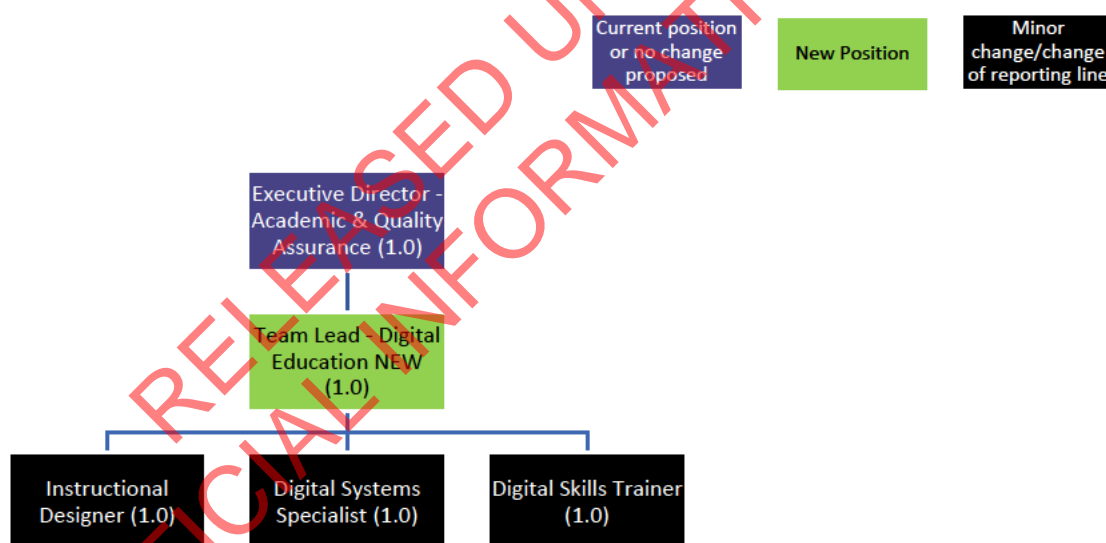 Current position
or no change
proposed
New Position
Minor
change/change
of reporting line
Executive Director -
Academic & Quality
Assurance (1.0)
Team Lead - Digital
Education NEW
(1.0)
Instructional
Designer (1.0)
Digital Systems
Specialist (1.0)
Digital Skills Trainer
(1.0)
RELEASED U
ICIAL INFORMATI